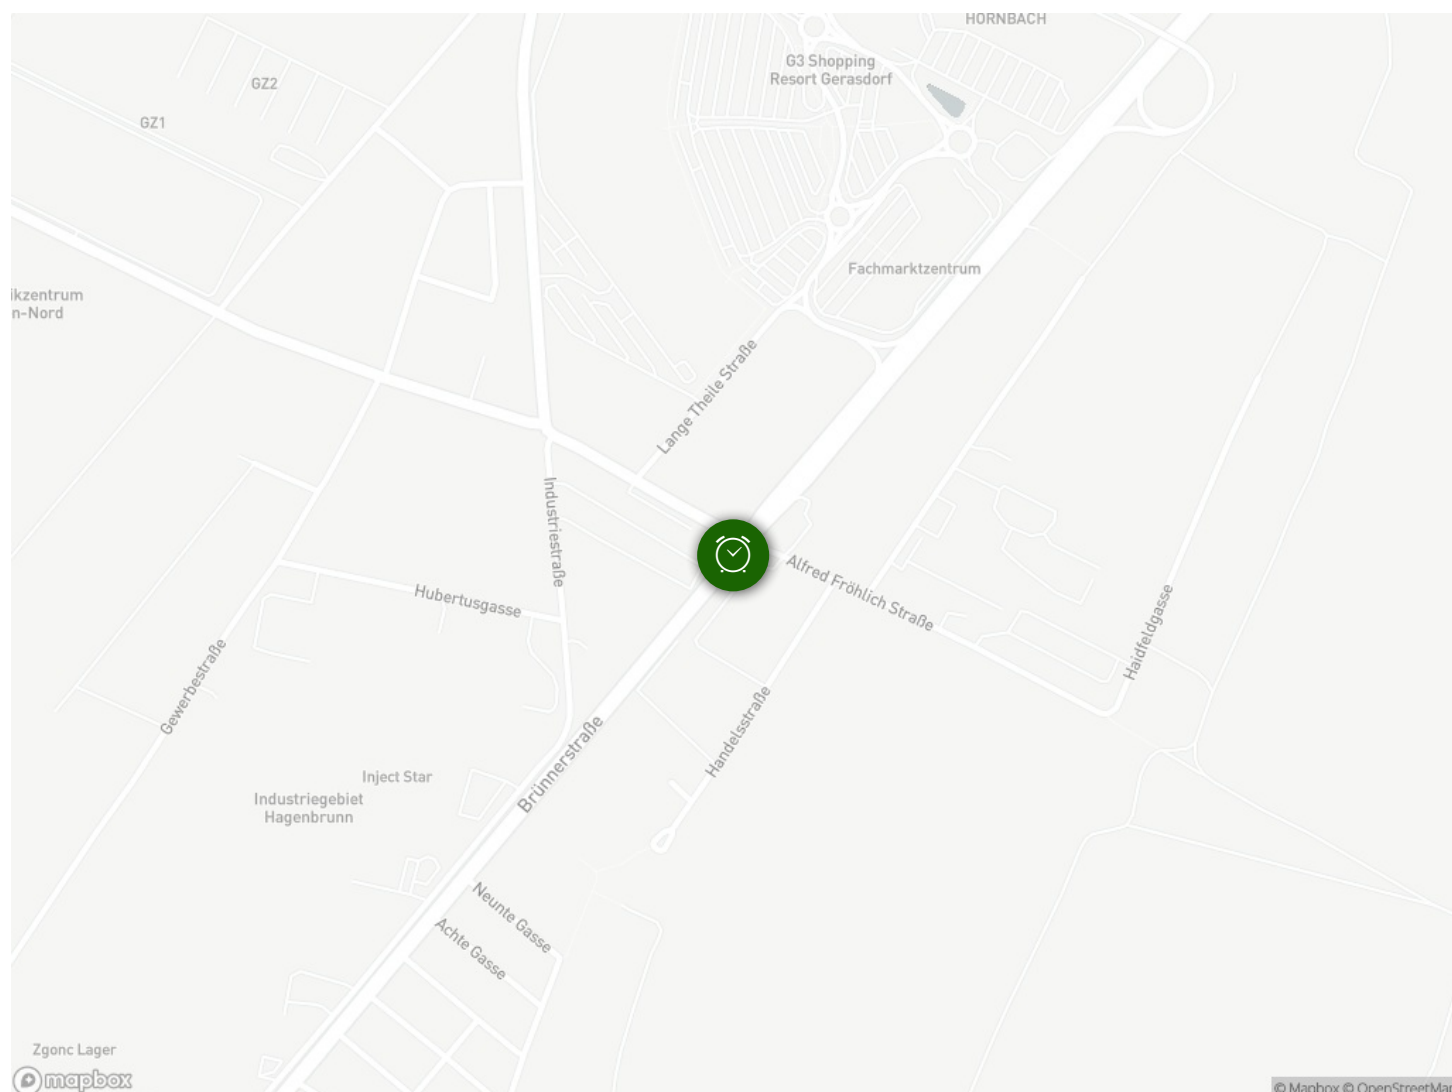 HORNBACH
G3 Shopping
Resort Gerasdorf
GZ2
GZ1
Fachmarktzentrum
ikzentrum
n-Nord
Lange Theile Straße
Industriestraße
Alfred Fröhlich Straße
Hubertusgasse
Haidfeldgasse
Gewerbestraße
Handelsstraße
Brünnerstraße
Inject Star
Industriegebiet
Hagenbrunn
Neunte Gasse
Achte Gasse
Zgonc Lager
mapbox
© Mapbox © OpenStreetMap